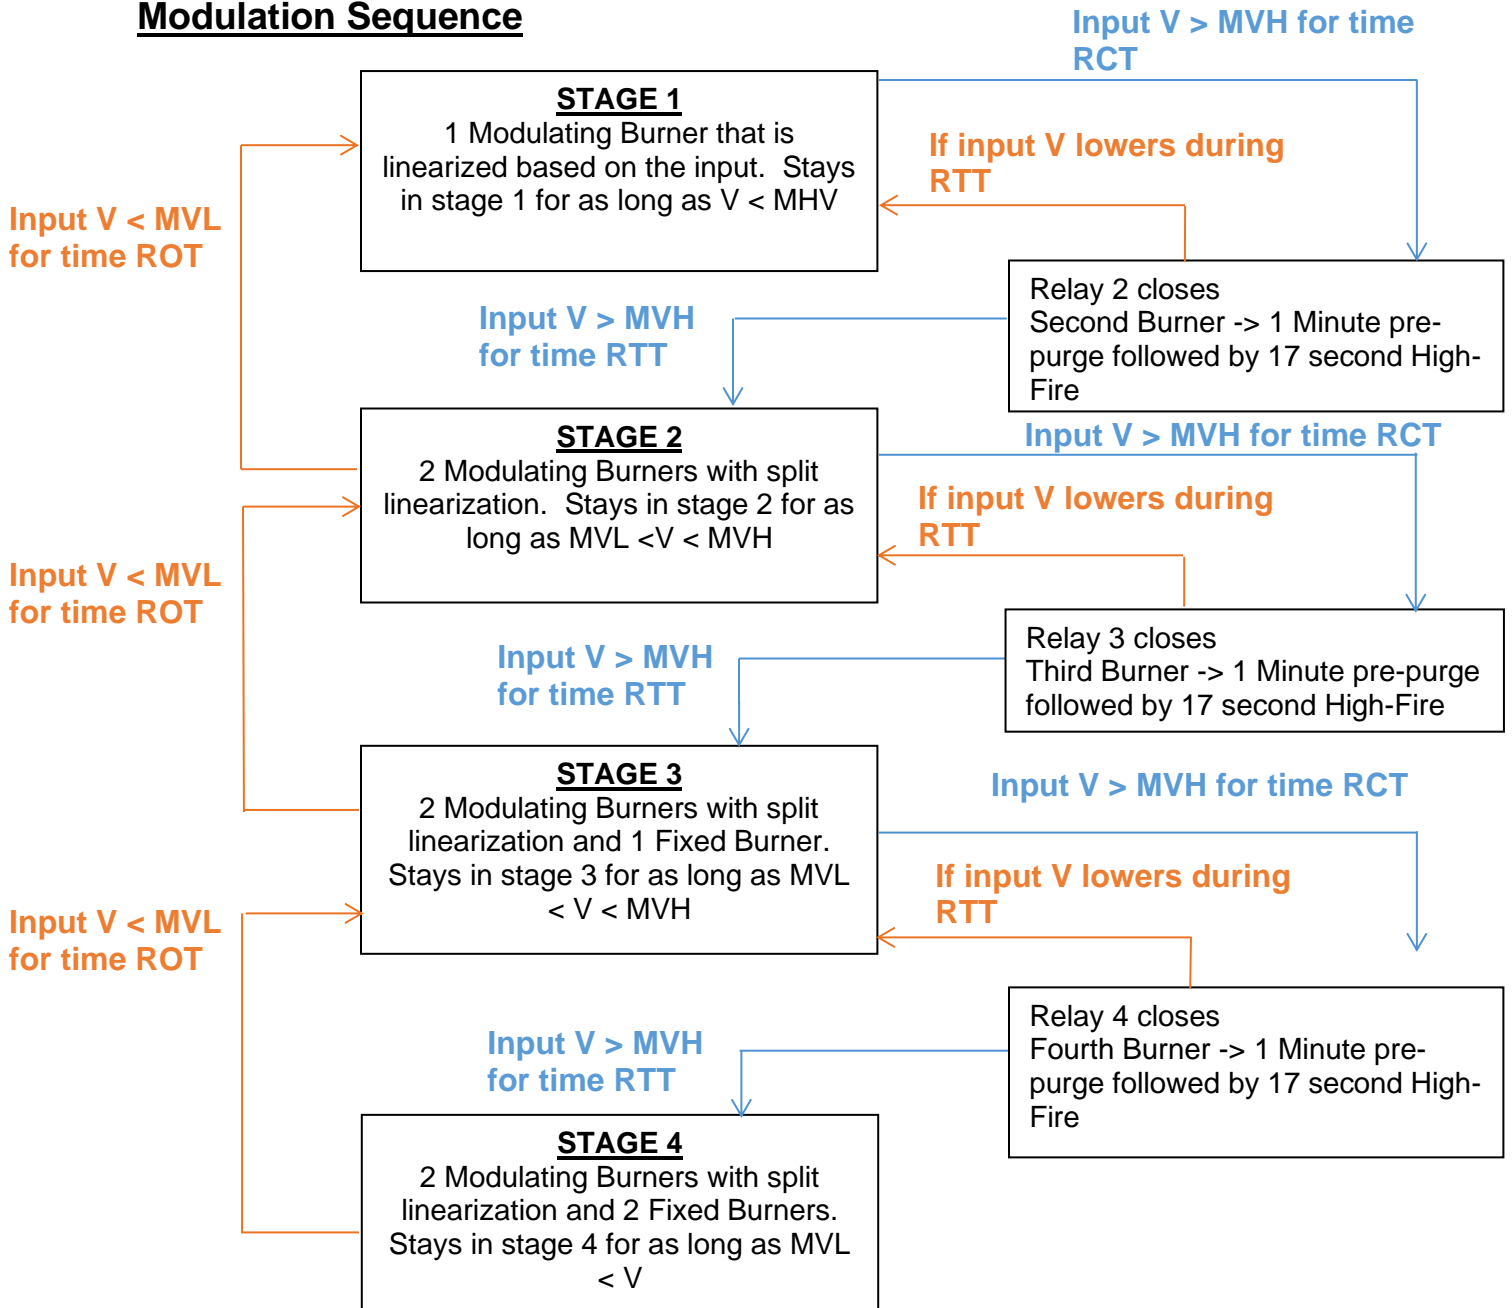 Modulation Sequence
Input V > MVH for time
RCT
STAGE 1
1 Modulating Burner that is
linearized based on the input.  Stays
in stage 1 for as long as V < MHV
If input V lowers during
RTT
Input V < MVL
for time ROT
Relay 2 closes
Second Burner -> 1 Minute pre-
purge followed by 17 second High-
Fire
Input V > MVH
for time RTT
STAGE 2
2 Modulating Burners with split
linearization.  Stays in stage 2 for as
long as MVL <V < MVH
Input V > MVH for time RCT
If input V lowers during
RTT
Input V < MVL
for time ROT
Relay 3 closes
Third Burner -> 1 Minute pre-purge
followed by 17 second High-Fire
Input V > MVH
for time RTT
STAGE 3
2 Modulating Burners with split
linearization and 1 Fixed Burner.
Stays in stage 3 for as long as MVL
< V < MVH
Input V > MVH for time RCT
If input V lowers during
RTT
Input V < MVL
for time ROT
Relay 4 closes
Fourth Burner -> 1 Minute pre-
purge followed by 17 second High-
Fire
Input V > MVH
for time RTT
STAGE 4
2 Modulating Burners with split
linearization and 2 Fixed Burners.
Stays in stage 4 for as long as MVL
< V